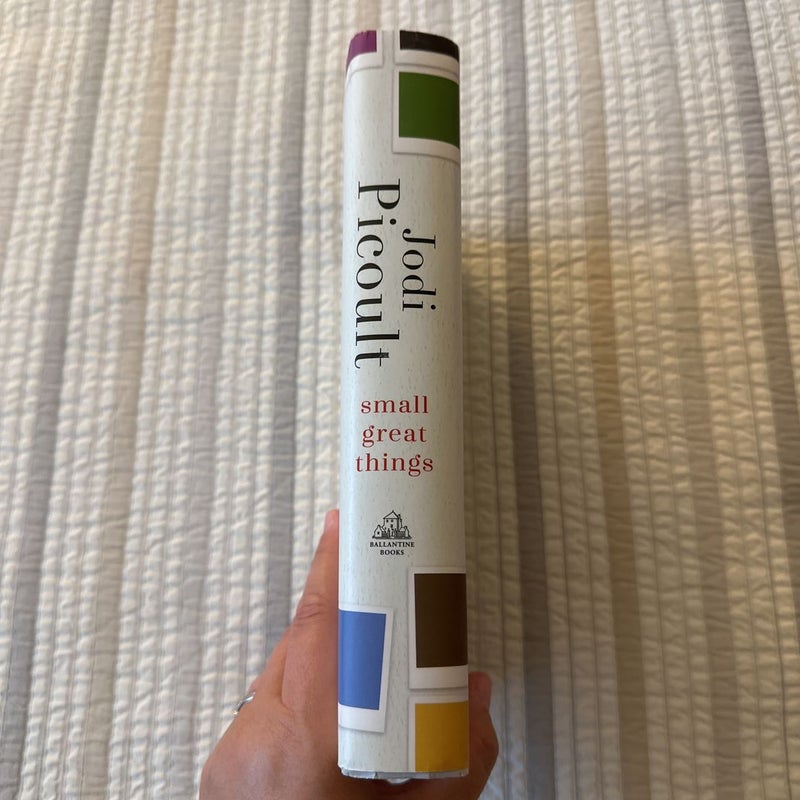 Jodi
Picoult
small
great
things
BALLANTINE
BOOKS